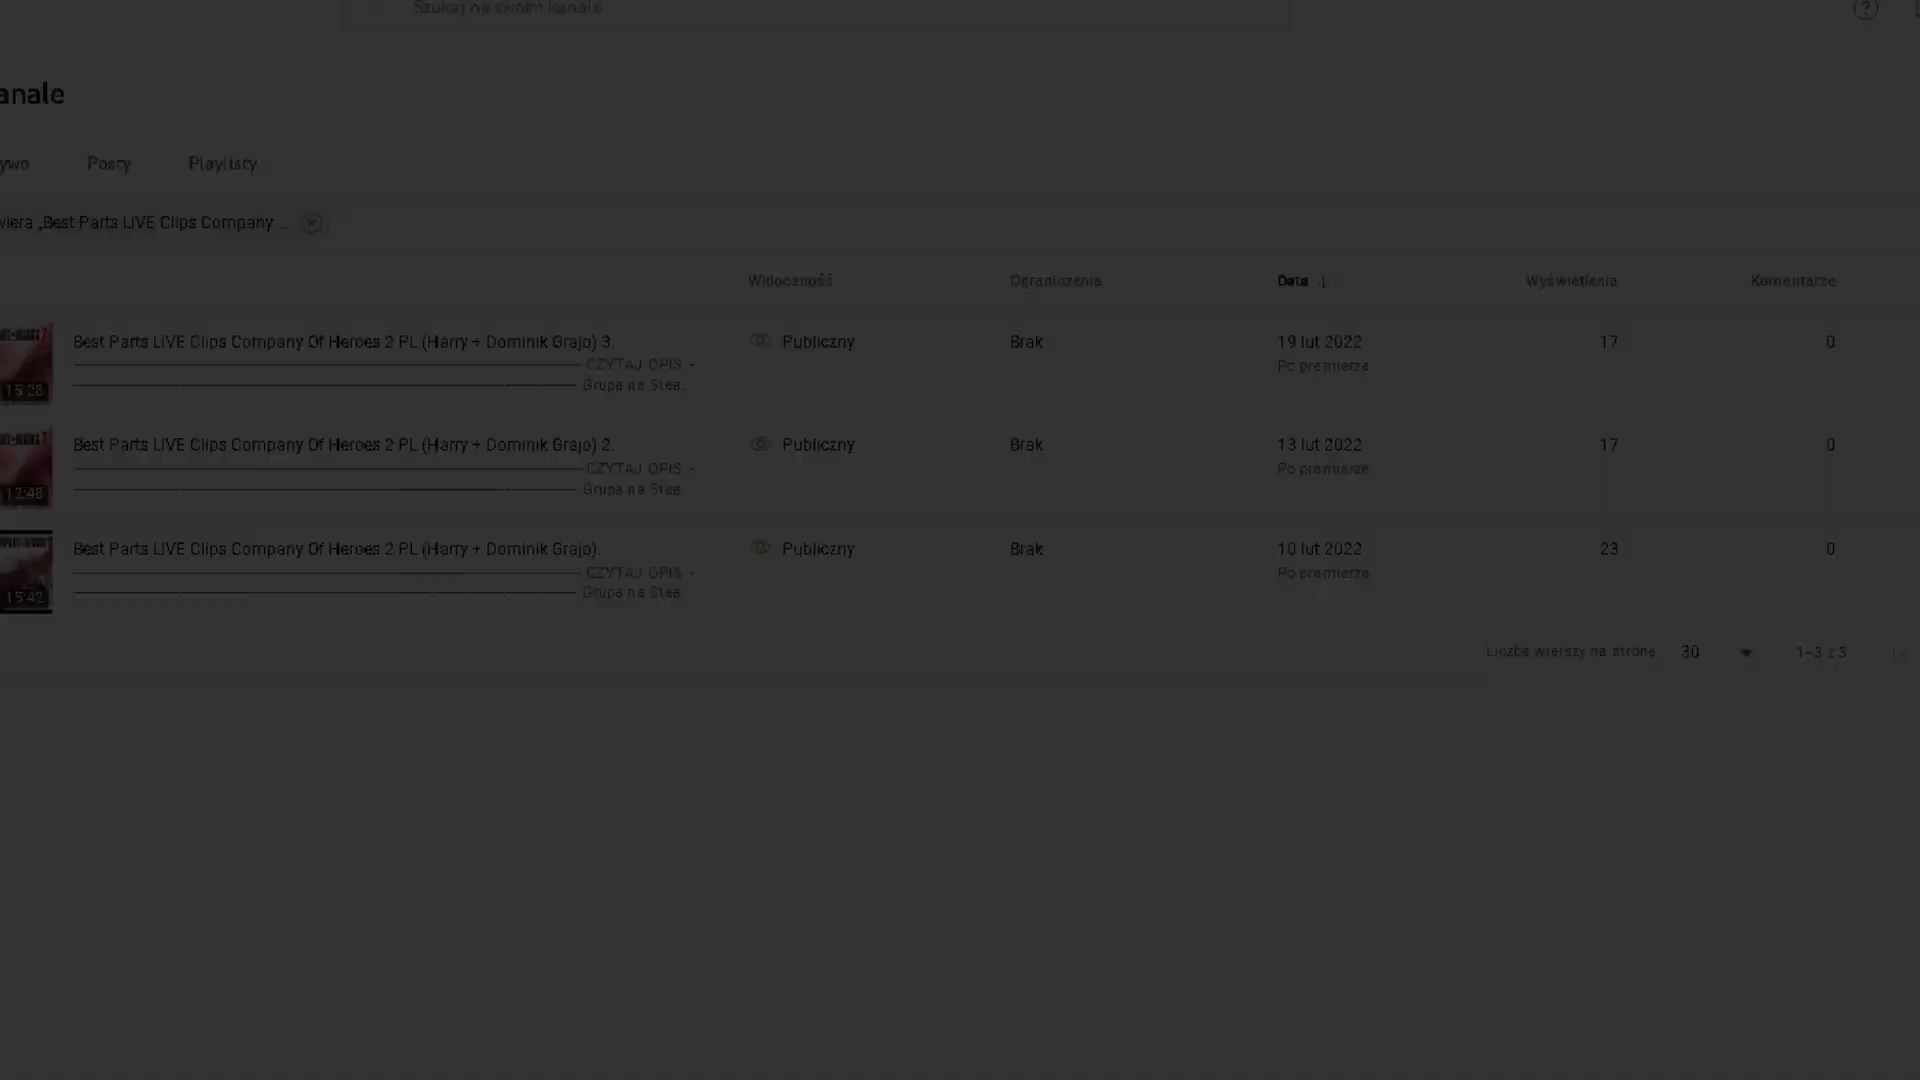 Szukaj na swoim kanale
anale
ywo Posty Playlisty
wiera „Best Parts LIVE Clips Company ...
Widoczność Ograniczenia Data ↓ Wyświetlenia Komentarze
Best Parts LIVE Clips Company Of Heroes 2 PL (Harry + Dominik Grajo) 3. Publiczny Brak 19 lut 2022 17 0
CZYTAJ OPIS - Po premierze
15:28 Grupa na Stea...
Best Parts LIVE Clips Company Of Heroes 2 PL (Harry + Dominik Grajo) 2. Publiczny Brak 13 lut 2022 17 0
CZYTAJ OPIS - Po premierze
12:48 Grupa na Stea...
Best Parts LIVE Clips Company Of Heroes 2 PL (Harry + Dominik Grajo). Publiczny Brak 10 lut 2022 23 0
CZYTAJ OPIS - Po premierze
15:42 Grupa na Stea...
Liczba wierszy na stronę 30 1–3 z 3